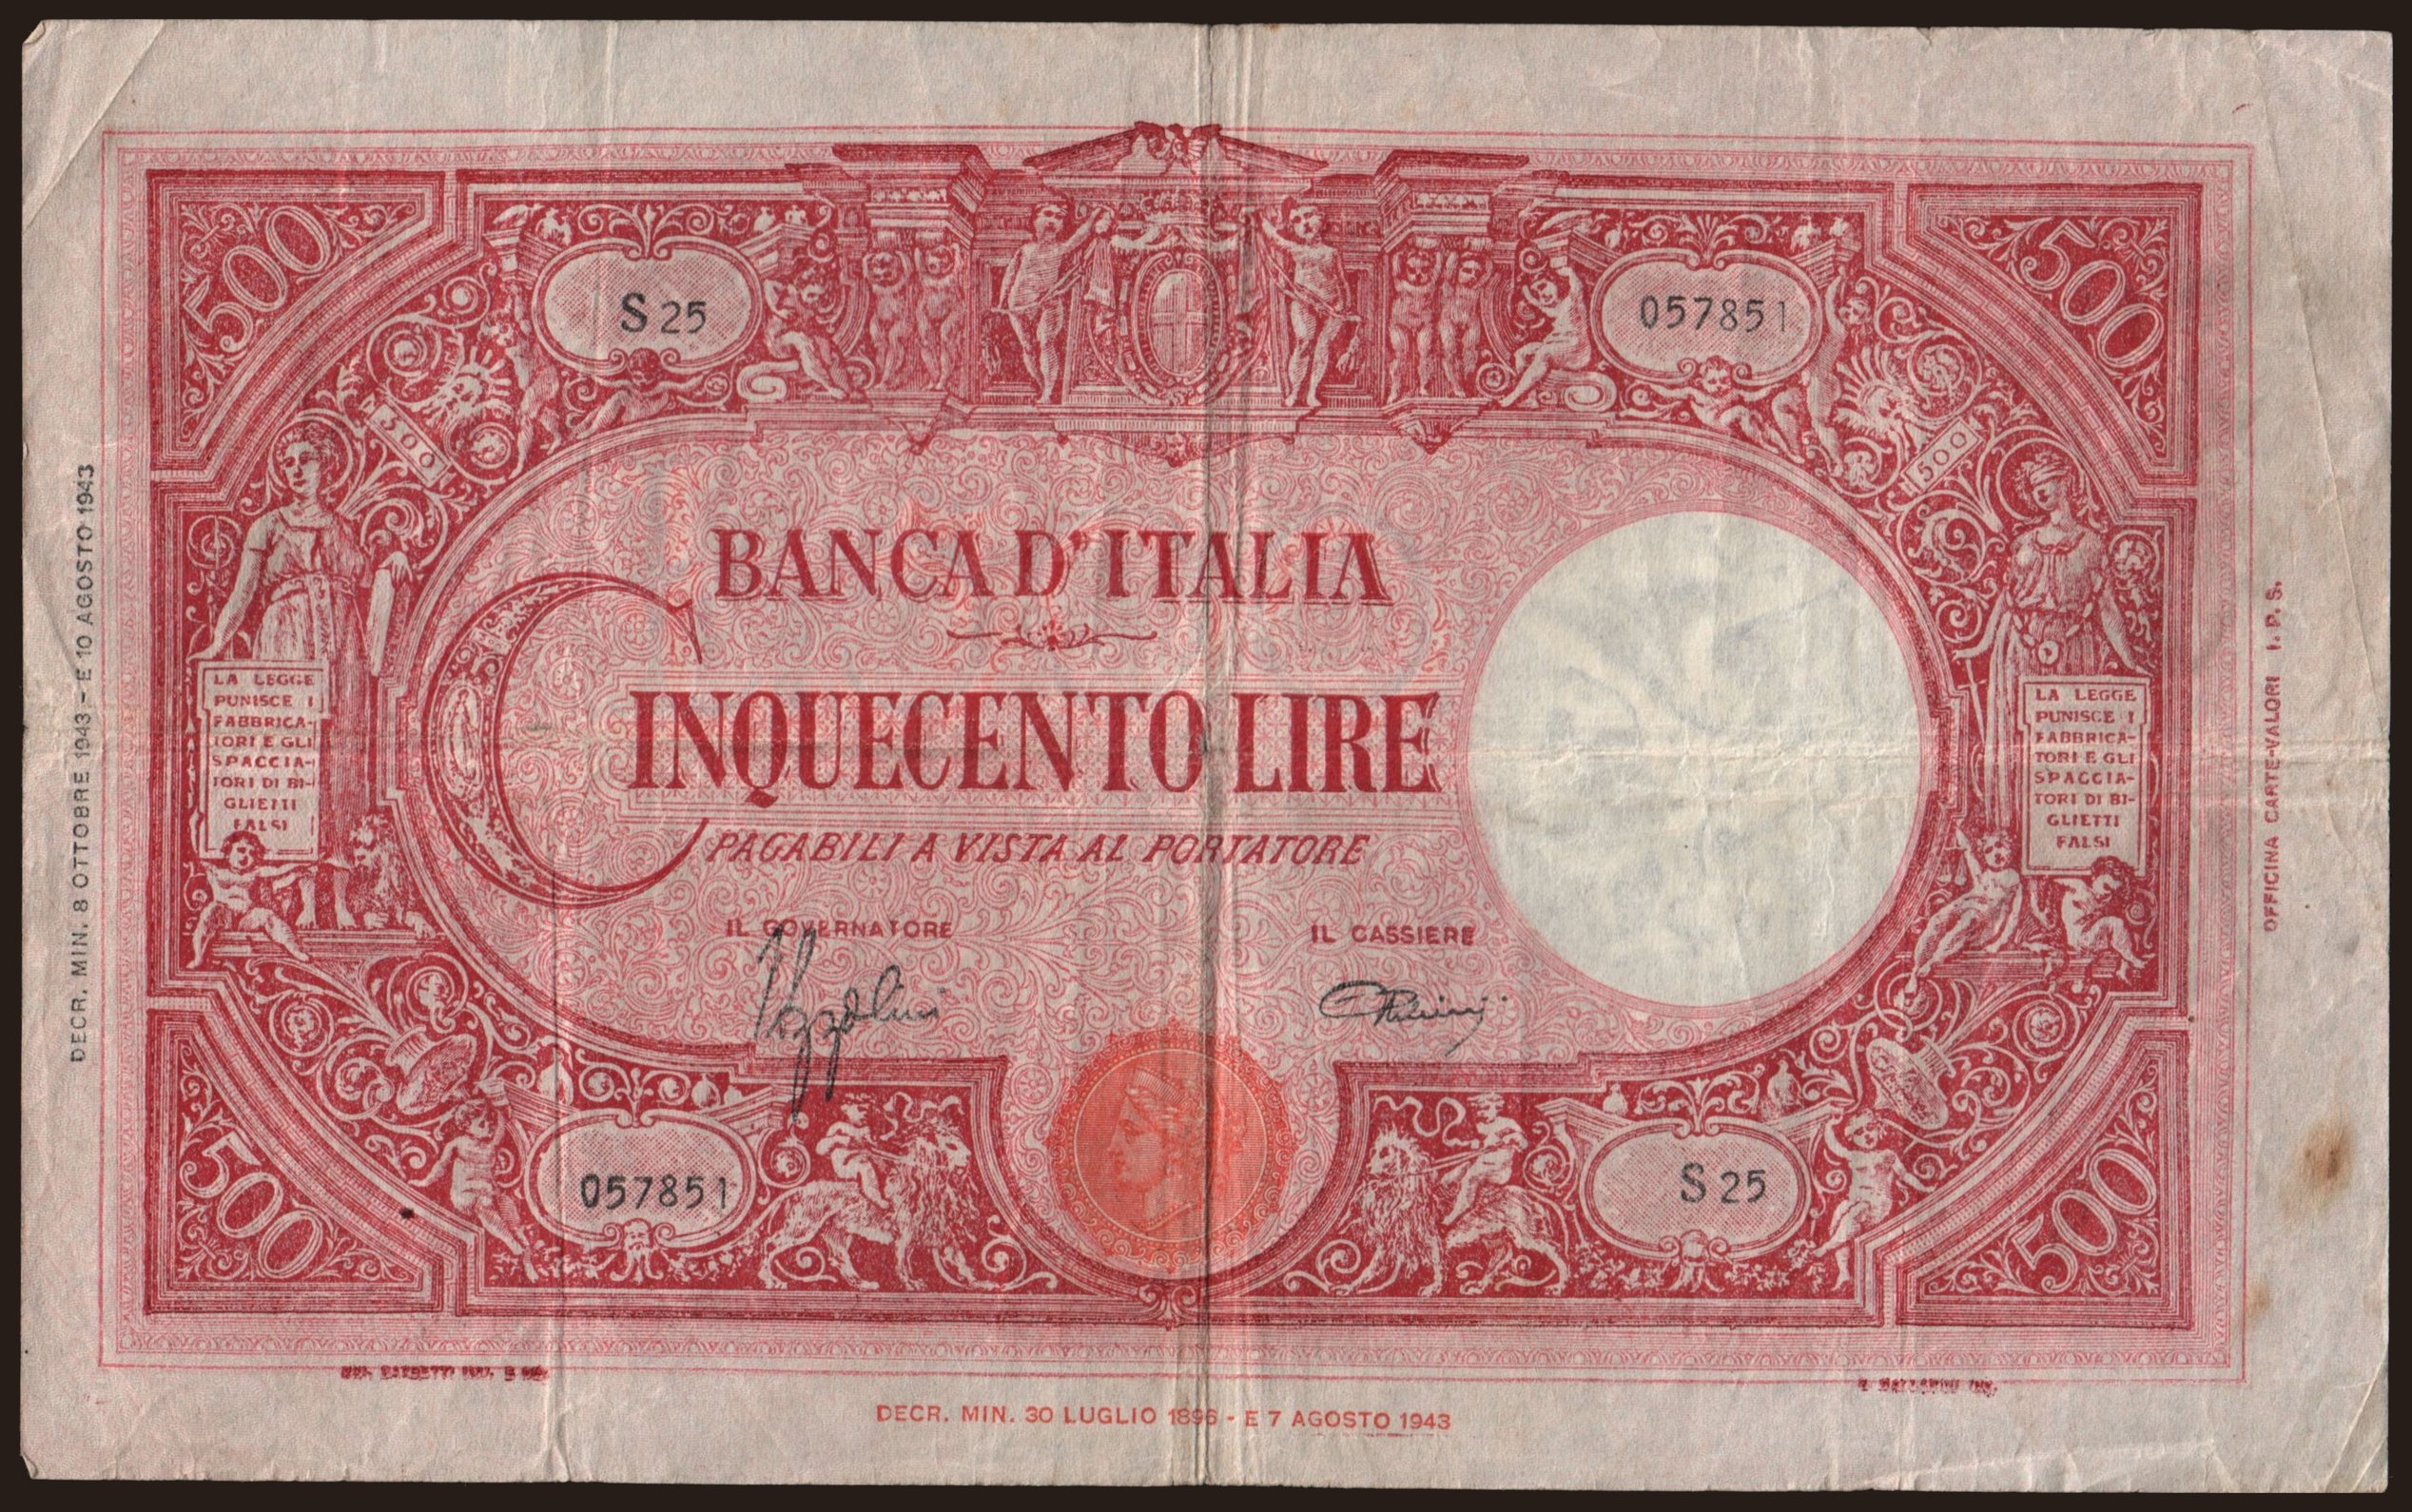 500
500
S 25
057851
500
500
BANCA D'ITALIA
CINQUECENTO LIRE
PAGABILI A VISTA AL PORTATORE
IL GOVERNATORE
IL CASSIERE
Azzolini
LA LEGGE
PUNISCE I
FABBRICA-
TORI E GLI
SPACCIA-
TORI DI BI-
GLIETTI
FALSI
LA LEGGE
PUNISCE I
FABBRICA-
TORI E GLI
SPACCIA-
TORI DI BI-
GLIETTI
FALSI
057851
S 25
500
500
DECR. MIN. 8 OTTOBRE 1943 - E 10 AGOSTO 1943
OFFICINA CARTE-VALORI I. P. S.
DECR. MIN. 30 LUGLIO 1896 - E 7 AGOSTO 1943